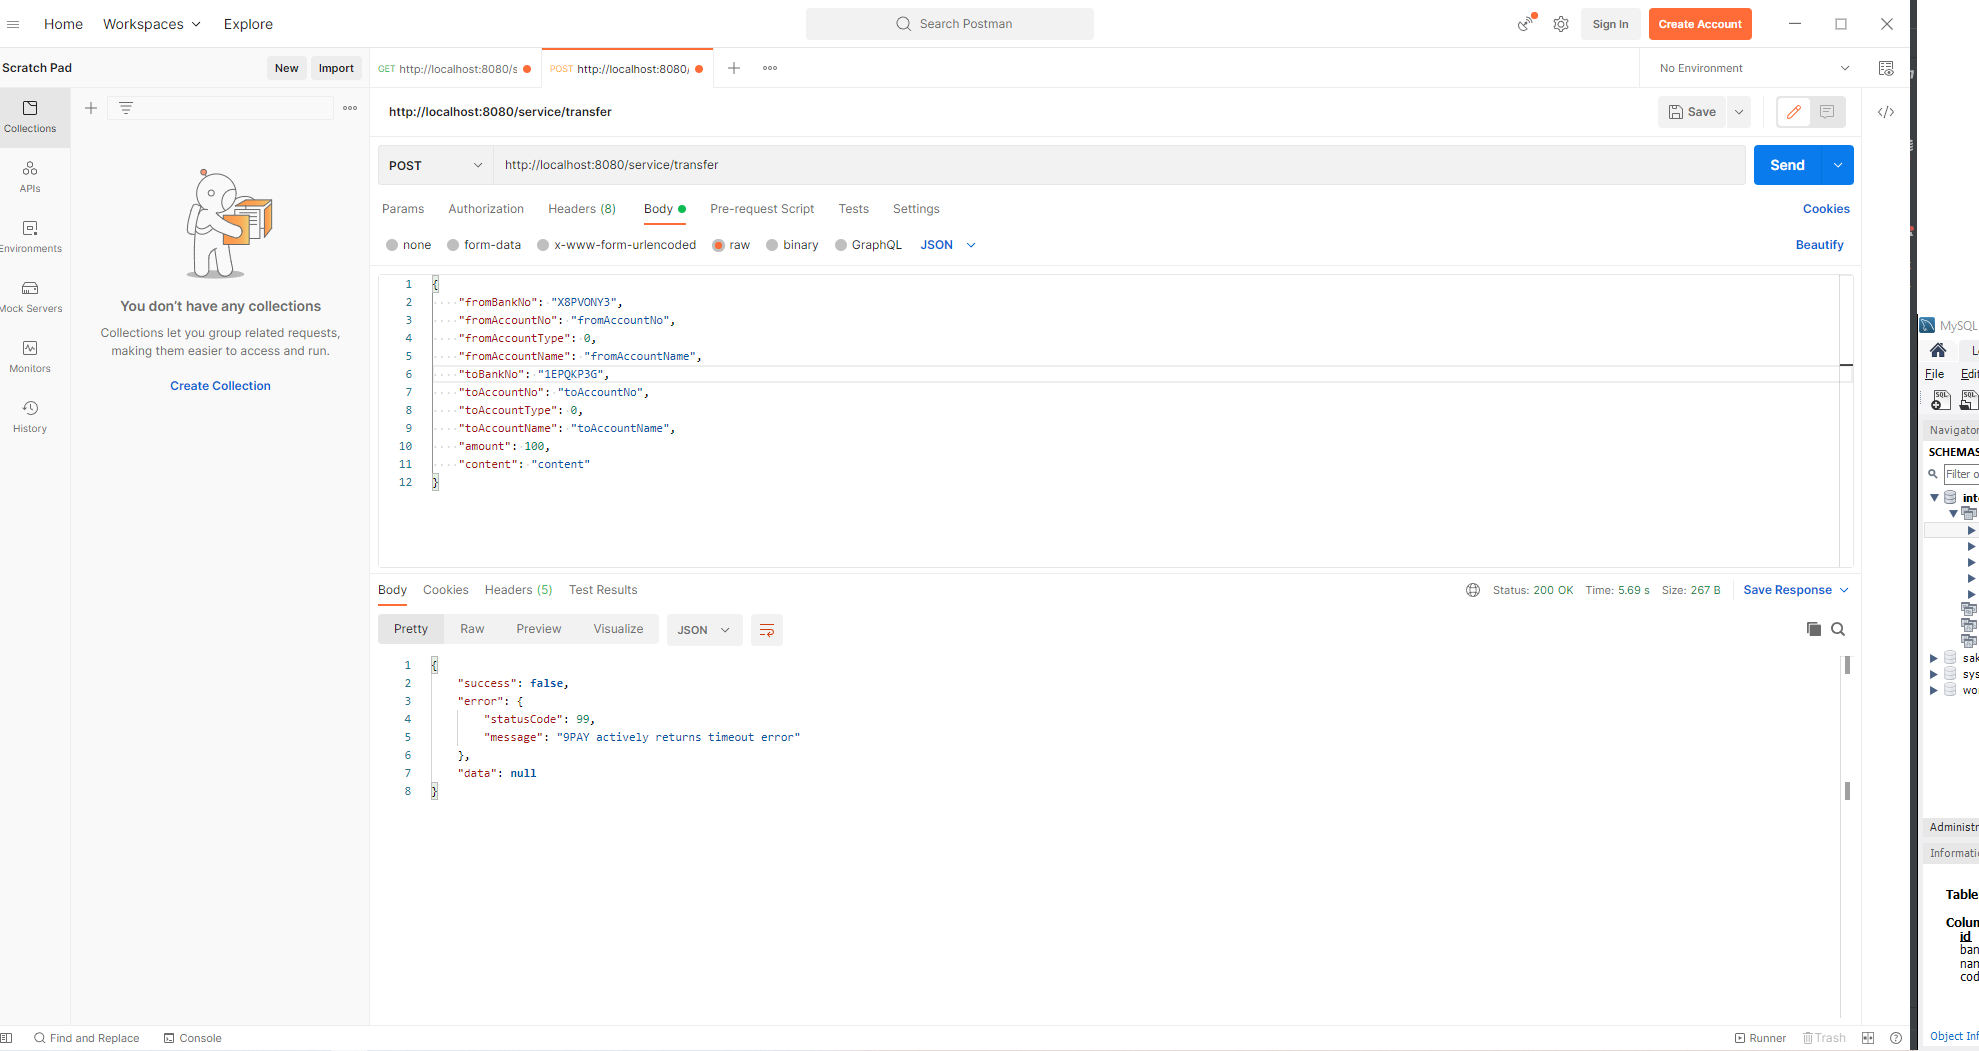 Home Workspaces Explore
Search Postman
Sign In Create Account
Scratch Pad New Import
GET http://localhost:8080/s POST http://localhost:8080/
No Environment
Collections
APIs
Environments
Mock Servers
Monitors
History
You don't have any collections
Collections let you group related requests,
making them easier to access and run.
Create Collection
http://localhost:8080/service/transfer
Save
POST http://localhost:8080/service/transfer Send
Params Authorization Headers (8) Body Pre-request Script Tests Settings Cookies
none form-data x-www-form-urlencoded raw binary GraphQL JSON Beautify
1 {
2 "fromBankNo": "X8PVONY3",
3 "fromAccountNo": "fromAccountNo",
4 "fromAccountType": 0,
5 "fromAccountName": "fromAccountName",
6 "toBankNo": "1EPQKP3G",
7 "toAccountNo": "toAccountNo",
8 "toAccountType": 0,
9 "toAccountName": "toAccountName",
10 "amount": 100,
11 "content": "content"
12 }
Body Cookies Headers (5) Test Results Status: 200 OK Time: 5.69 s Size: 267 B Save Response
Pretty Raw Preview Visualize JSON
1 {
2 "success": false,
3 "error": {
4 "statusCode": 99,
5 "message": "9PAY actively returns timeout error"
6 },
7 "data": null
8 }
Find and Replace Console Runner Trash
MySQL
File Edit
Navigator
SCHEMAS
Filter o
int
sak
sys
wo
Administr
Informati
Table
Colum
id
ban
nam
cod
Object Inf